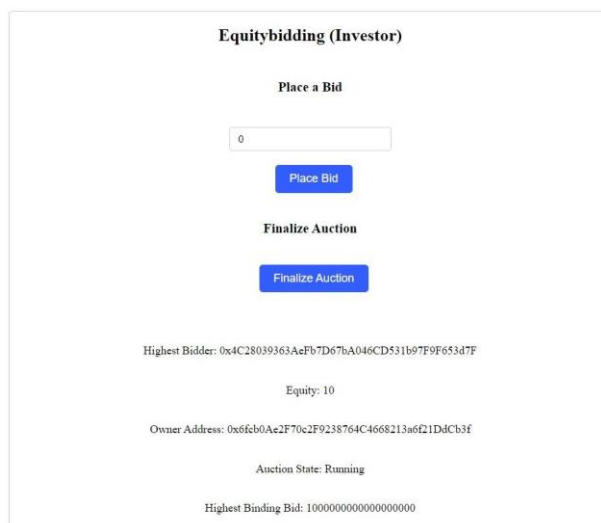 Equitybidding (Investor)
Place a Bid
0
Place Bid
Finalize Auction
Finalize Auction
Highest Bidder: 0x4C28039363AeFb7D67bA046CD531b97F9F653d7F
Equity: 10
Owner Address: 0x6fcb0Ae2F70c2F9238764C4668213a6f21DdCb3f
Auction State: Running
Highest Binding Bid: 1000000000000000000